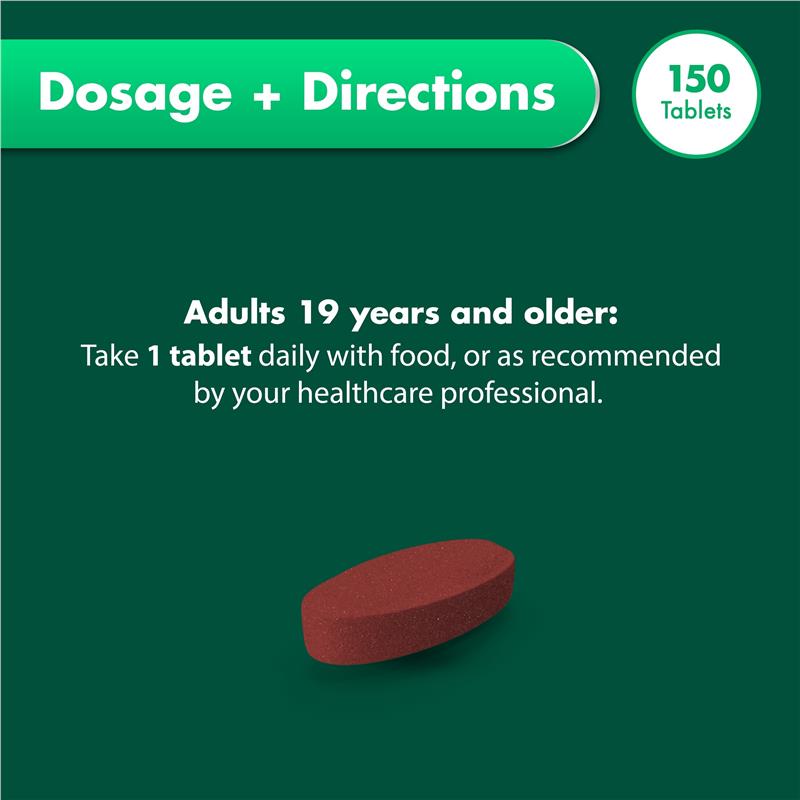 Dosage + Directions
150
Tablets
Adults 19 years and older:
Take 1 tablet daily with food, or as recommended
by your healthcare professional.